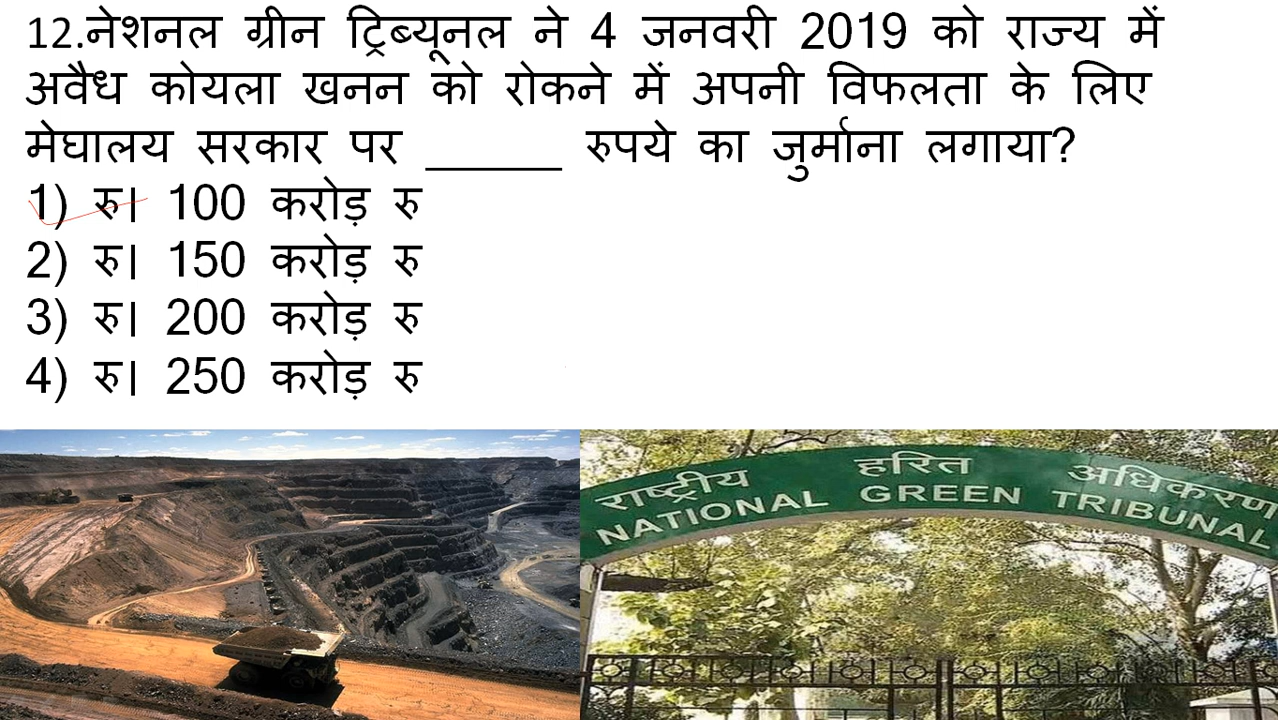 12.नेशनल ग्रीन ट्रिब्यूनल ने 4 जनवरी 2019 को राज्य में
अवैध कोयला खनन को रोकने में अपनी विफलता के लिए
मेघालय सरकार पर ______ रुपये का जुर्माना लगाया?
1) रु। 100 करोड़ रु
2) रु। 150 करोड़ रु
3) रु। 200 करोड़ रु
4) रु। 250 करोड़ रु
राष्ट्रीय हरित अधिकरण
NATIONAL GREEN TRIBUNAL